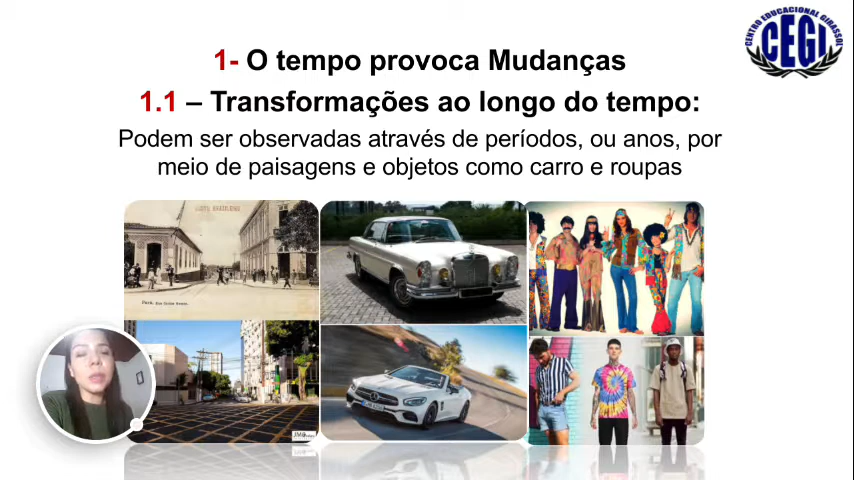 CENTRO EDUCACIONAL GIRASSOL
CEGI
1- O tempo provoca Mudanças
1.1 – Transformações ao longo do tempo:
Podem ser observadas através de períodos, ou anos, por
meio de paisagens e objetos como carro e roupas